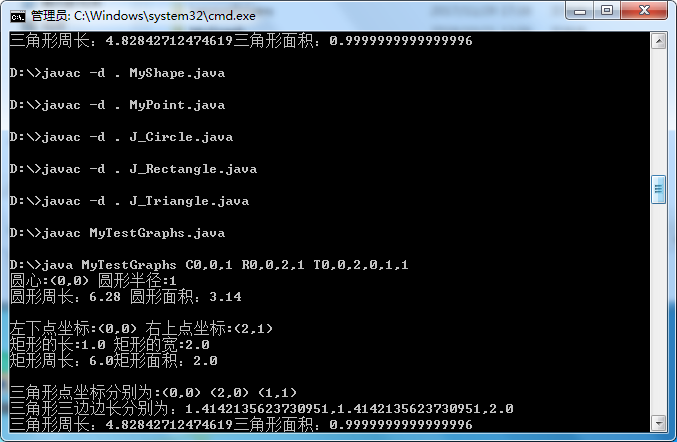 管理员: C:\Windows\system32\cmd.exe
三角形周长：4.82842712474619三角形面积：0.9999999999999996
D:\>javac -d . MyShape.java
D:\>javac -d . MyPoint.java
D:\>javac -d . J_Circle.java
D:\>javac -d . J_Rectangle.java
D:\>javac -d . J_Triangle.java
D:\>javac MyTestGraphs.java
D:\>java MyTestGraphs C0,0,1 R0,0,2,1 T0,0,2,0,1,1
圆心:(0,0) 圆形半径:1
圆形周长：6.28 圆形面积：3.14
左下点坐标:(0,0) 右上点坐标:(2,1)
矩形的长:1.0 矩形的宽:2.0
矩形周长：6.0矩形面积：2.0
三角形点坐标分别为:(0,0) (2,0) (1,1)
三角形三边边长分别为：1.4142135623730951,1.4142135623730951,2.0
三角形周长：4.82842712474619三角形面积：0.9999999999999996